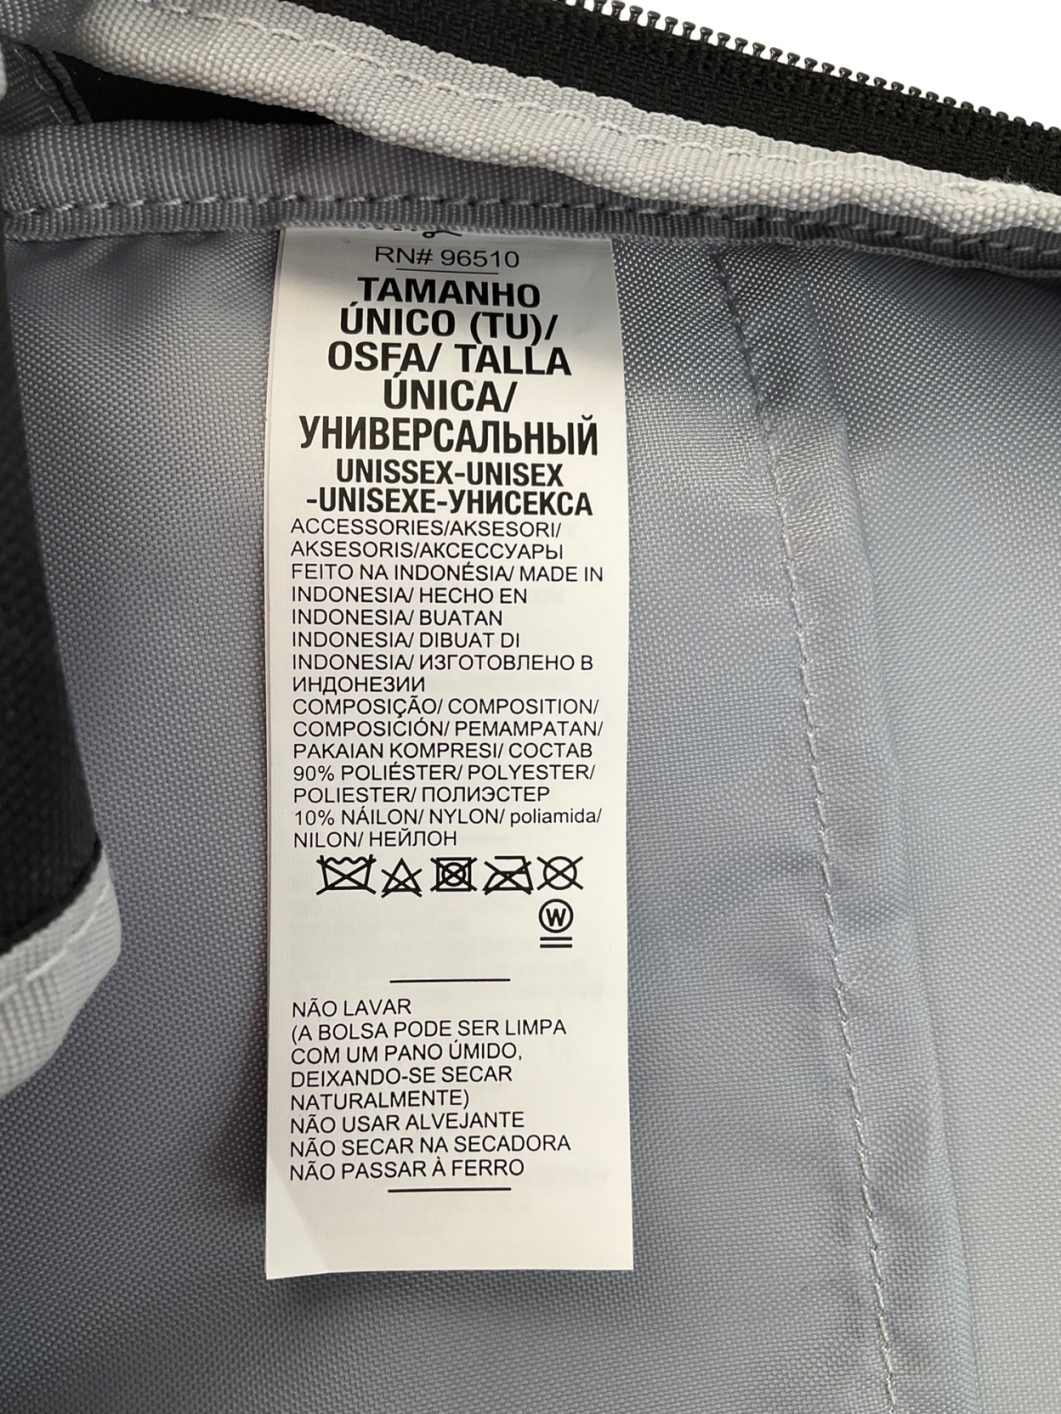 RN# 96510
TAMANHO
ÚNICO (TU)/
OSFA/ TALLA
ÚNICA/
УНИВЕРСАЛЬНЫЙ
UNISSEX-UNISEX
-UNISEXE-УНИСЕКСА
ACCESSORIES/AKSESORI/
AKSESORIS/АКСЕССУАРЫ
FEITO NA INDONÉSIA/ MADE IN
INDONESIA/ HECHO EN
INDONESIA/ BUATAN
INDONESIA/ DIBUAT DI
INDONESIA/ ИЗГОТОВЛЕНО В
ИНДОНЕЗИИ
COMPOSIÇÃO/ COMPOSITION/
COMPOSICIÓN/ PEMAMPATAN/
PAKAIAN KOMPRESI/ СОСТАВ
90% POLIÉSTER/ POLYESTER/
POLIESTER/ ПОЛИЭСТЕР
10% NÁILON/ NYLON/ poliamida/
NILON/ НЕЙЛОН
W
NÃO LAVAR
(A BOLSA PODE SER LIMPA
COM UM PANO ÚMIDO,
DEIXANDO-SE SECAR
NATURALMENTE)
NÃO USAR ALVEJANTE
NÃO SECAR NA SECADORA
NÃO PASSAR À FERRO